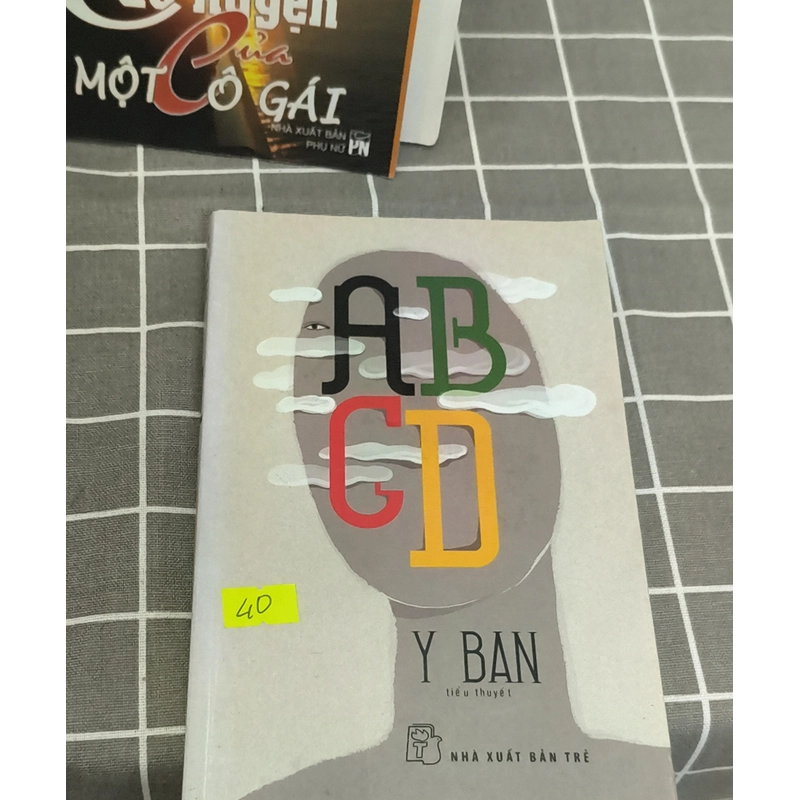 MỘT CÔ GÁI
Của
NHÀ XUẤT BẢN
PHỤ NỮ PN
AB
CD
40
Y BAN
tiểu thuyết
NHÀ XUẤT BẢN TRẺ